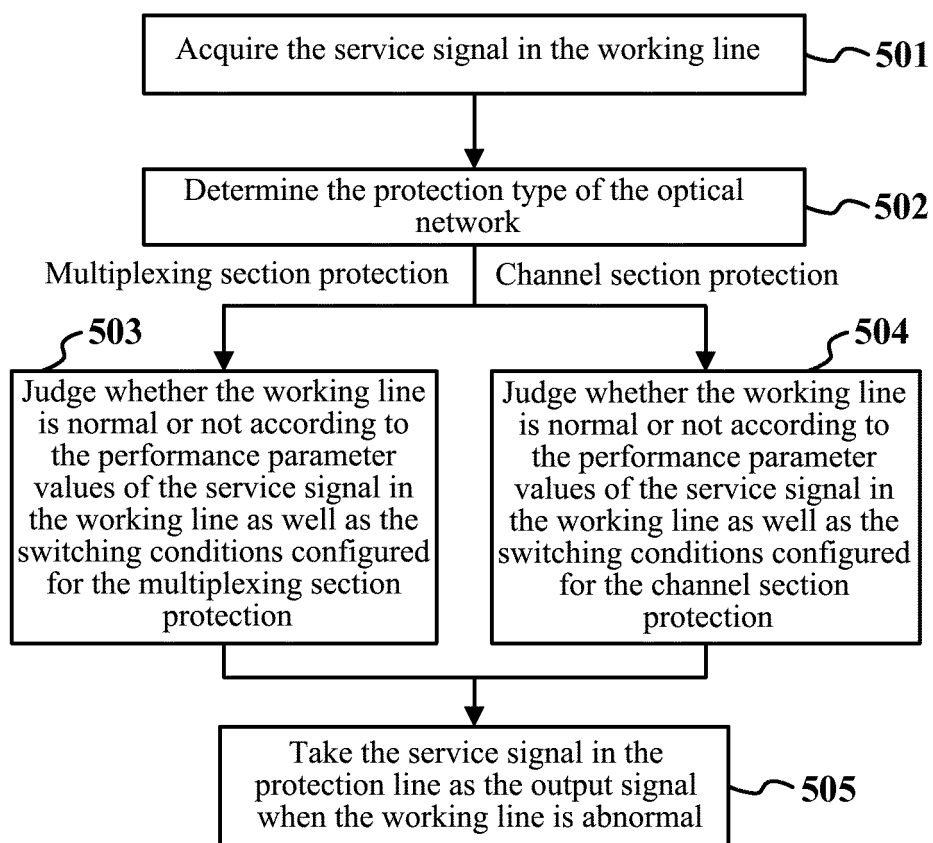 Acquire the service signal in the working line
501
Determine the protection type of the optical
network
502
Multiplexing section protection
Channel section protection
503
Judge whether the working line
is normal or not according to
the performance parameter
values of the service signal in
the working line as well as the
switching conditions configured
for the multiplexing section
protection
504
Judge whether the working line
is normal or not according to
the performance parameter
values of the service signal in
the working line as well as the
switching conditions configured
for the channel section
protection
Take the service signal in the
protection line as the output signal
when the working line is abnormal
505